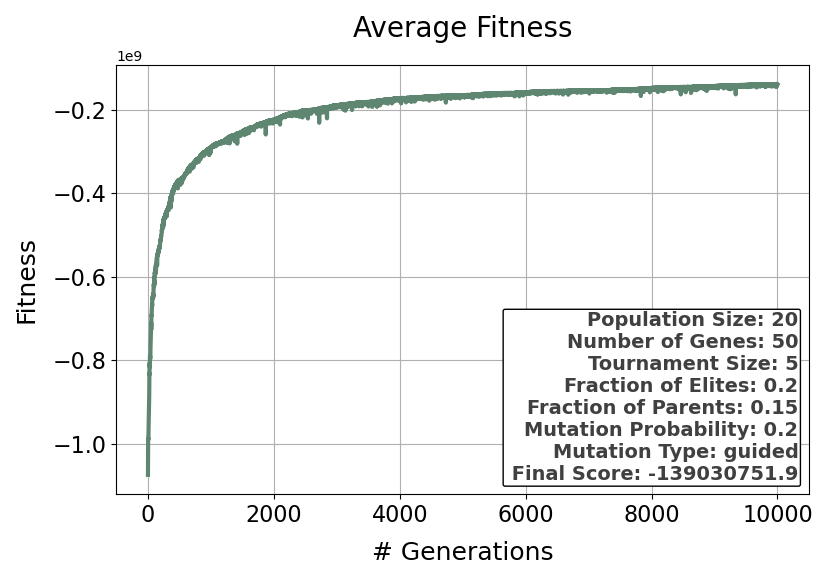 Average Fitness
1e9
−0.2
−0.4
−0.6
−0.8
−1.0
Fitness
Population Size: 20
Number of Genes: 50
Tournament Size: 5
Fraction of Elites: 0.2
Fraction of Parents: 0.15
Mutation Probability: 0.2
Mutation Type: guided
Final Score: -139030751.9
0 2000 4000 6000 8000 10000
# Generations